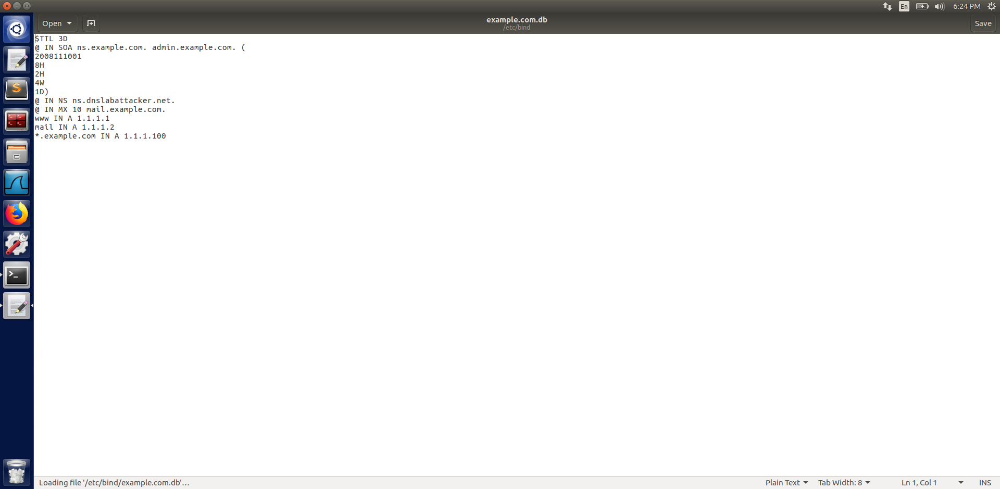 En
6:24 PM
Open
example.com.db
/etc/bind
Save
$TTL 3D
@ IN SOA ns.example.com. admin.example.com. (
2008111001
8H
2H
4W
1D)
@ IN NS ns.dnslabattacker.net.
@ IN MX 10 mail.example.com.
www IN A 1.1.1.1
mail IN A 1.1.1.2
*.example.com IN A 1.1.1.100
Loading file '/etc/bind/example.com.db'…
Plain Text
Tab Width: 8
Ln 1, Col 1
INS